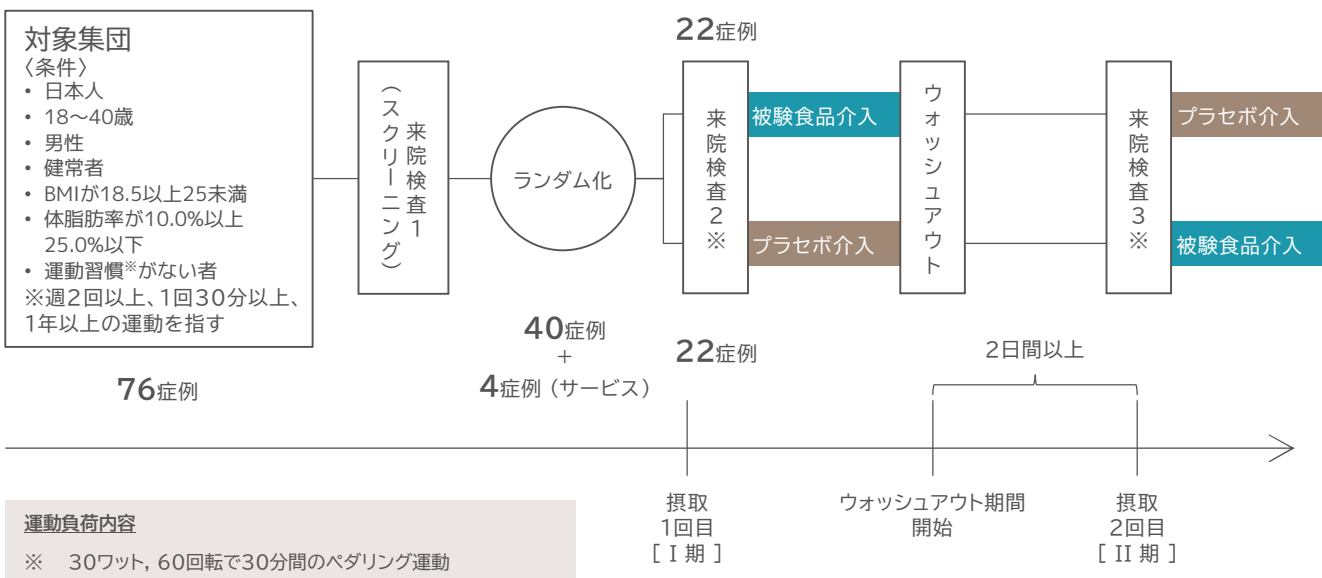 対象集団
〈条件〉
• 日本人
• 18～40歳
• 男性
• 健常者
• BMIが18.5以上25未満
• 体脂肪率が10.0%以上
25.0%以下
• 運動習慣※がない者
※週2回以上、1回30分以上、
1年以上の運動を指す
76症例
来院検査1
（スクリーニング）
ランダム化
40症例
+
4症例（サービス）
22症例
来院検査2※
22症例
被験食品介入
プラセボ介入
ウォッシュアウト
2日間以上
来院検査3※
プラセボ介入
被験食品介入
摂取
1回目
[ I 期 ]
ウォッシュアウト期間
開始
摂取
2回目
[ II 期 ]
運動負荷内容
※ 30ワット, 60回転で30分間のペダリング運動